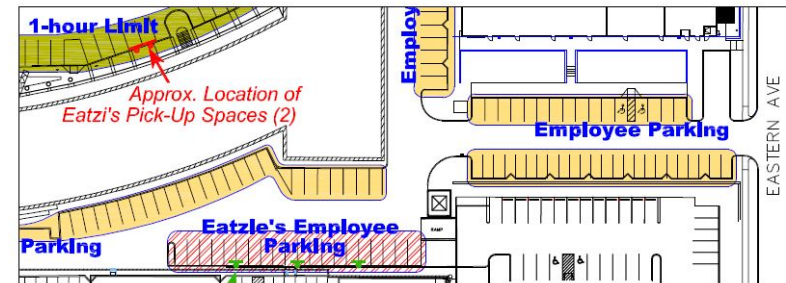 1-hour Limit
Approx. Location of
Eatzi's Pick-Up Spaces (2)
Employ
Employee Parking
EASTERN AVE
Eatzie's Employee
Parking
Parking
RAMP